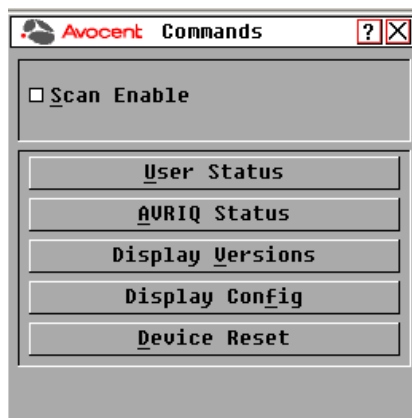 Avocent Commands ? X
Scan Enable
User Status
AVRIQ Status
Display Versions
Display Config
Device Reset